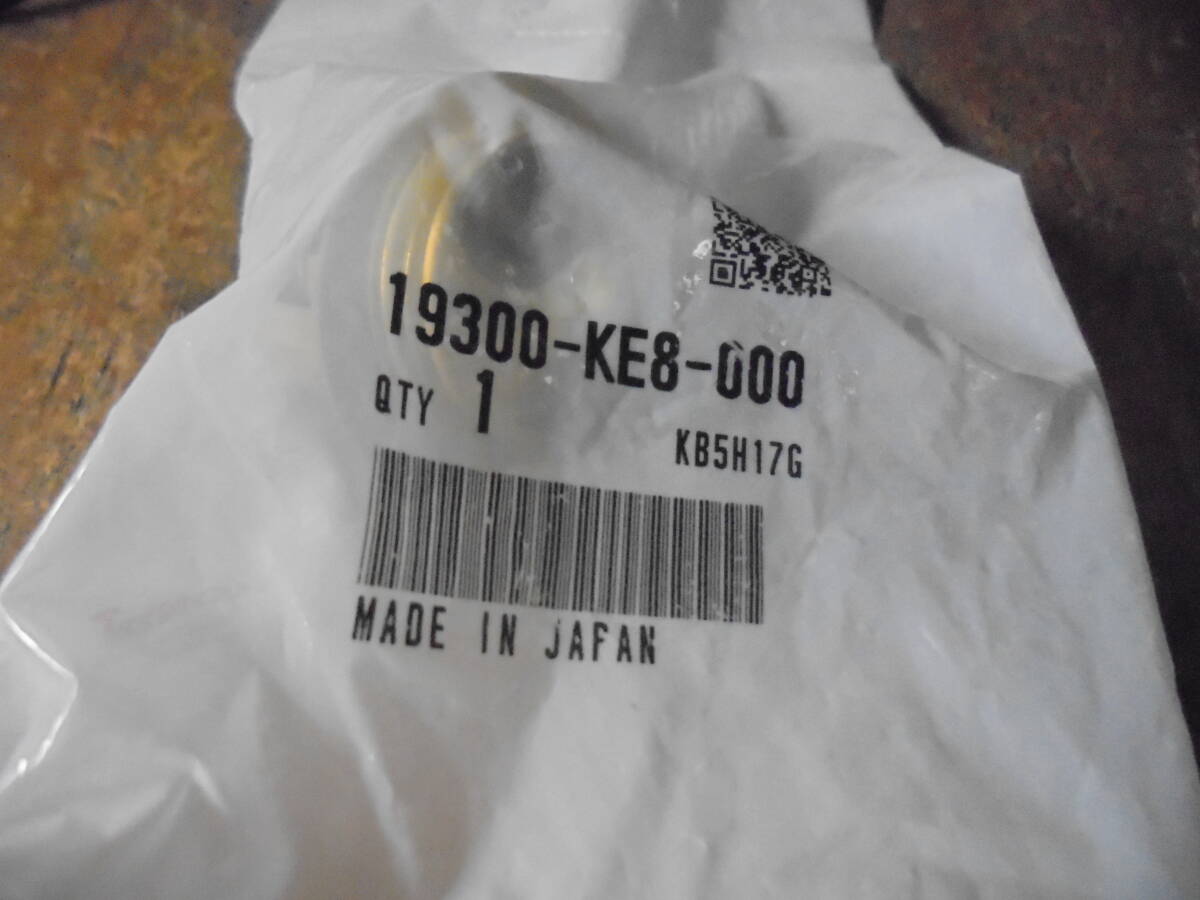 19300-KE8-000
QTY 1
KB5H17G
MADE IN JAPAN